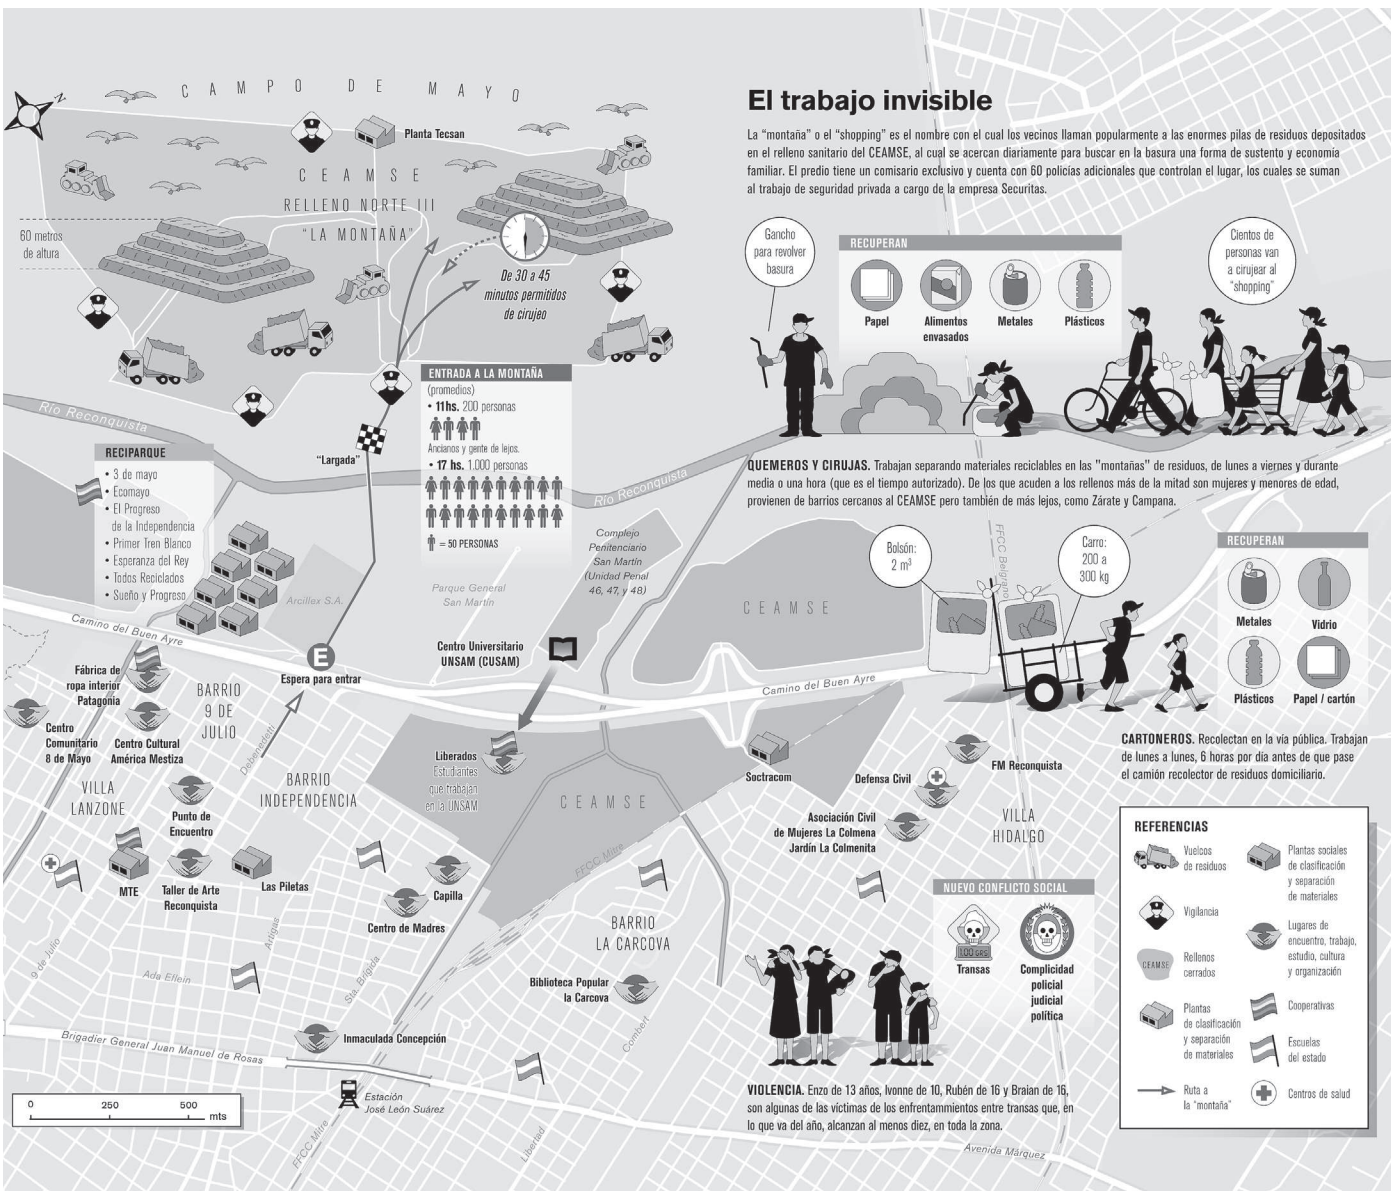 CAMPO DE MAYO
N
Planta Tecsan
CEAMSE
RELLENO NORTE III
"LA MONTAÑA"
60 metros
de altura
De 30 a 45
minutos permitidos
de cirujeo
Río Reconquista
"Largada"
ENTRADA A LA MONTAÑA
(promedios)
• 11hs. 200 personas
Ancianos y gente de lejos.
• 17 hs. 1.000 personas
= 50 PERSONAS
Río Reconquista
RECIPARQUE
• 3 de mayo
• Ecomayo
• El Progreso
de la Independencia
• Primer Tren Blanco
• Esperanza del Rey
• Todos Reciclados
• Sueño y Progreso
Arcillex S.A.
Parque General
San Martín
Complejo
Penitenciario
San Martín
(Unidad Penal
46, 47, y 48)
Camino del Buen Ayre
E
Espera para entrar
Centro Universitario
UNSAM (CUSAM)
CEAMSE
Camino del Buen Ayre
Fábrica de
ropa interior
Patagonia
Centro
Comunitario
8 de Mayo
Centro Cultural
América Mestiza
BARRIO
9 DE
JULIO
Debenedetti
VILLA
LANZONE
BARRIO
INDEPENDENCIA
Punto de
Encuentro
MTE
Taller de Arte
Reconquista
Las Piletas
Liberados
Estudiantes
que trabajan
en la UNSAM
CEAMSE
FFCC Mitre
Capilla
Centro de Madres
Soctracom
Defensa Civil
FM Reconquista
Asociación Civil
de Mujeres La Colmena
Jardín La Colmenita
VILLA
HIDALGO
BARRIO
LA CARCOVA
Biblioteca Popular
la Carcova
9 de Julio
Ada Elflein
Artigas
Sta. Brígida
Combert
Inmaculada Concepción
Brigadier General Juan Manuel de Rosas
Estación
José León Suárez
FFCC Mitre
Libertad
Avenida Márquez
0 250 500
mts
El trabajo invisible
La "montaña" o el "shopping" es el nombre con el cual los vecinos llaman popularmente a las enormes pilas de residuos depositados
en el relleno sanitario del CEAMSE, al cual se acercan diariamente para buscar en la basura una forma de sustento y economía
familiar. El predio tiene un comisario exclusivo y cuenta con 60 policías adicionales que controlan el lugar, los cuales se suman
al trabajo de seguridad privada a cargo de la empresa Securitas.
Gancho
para revolver
basura
RECUPERAN
Papel
Alimentos
envasados
Metales
Plásticos
Cientos de
personas van
a cirujear al
"shopping"
QUEMEROS Y CIRUJAS. Trabajan separando materiales reciclables en las "montañas" de residuos, de lunes a viernes y durante
media o una hora (que es el tiempo autorizado). De los que acuden a los rellenos más de la mitad son mujeres y menores de edad,
provienen de barrios cercanos al CEAMSE pero también de más lejos, como Zárate y Campana.
FFCC Belgrano
Bolsón:
2 m³
Carro:
200 a
300 kg
RECUPERAN
Metales
Vidrio
Plásticos
Papel / cartón
CARTONEROS. Recolectan en la vía pública. Trabajan
de lunes a lunes, 6 horas por día antes de que pase
el camión recolector de residuos domiciliario.
NUEVO CONFLICTO SOCIAL
100 GRS
Transas
Complicidad
policial
judicial
política
VIOLENCIA. Enzo de 13 años, Ivonne de 10, Rubén de 16 y Braian de 16,
son algunas de las víctimas de los enfrentamientos entre transas que, en
lo que va del año, alcanzan al menos diez, en toda la zona.
REFERENCIAS
Vuelcos
de residuos
Vigilancia
CEAMSE
Rellenos
cerrados
Plantas
de clasificación
y separación
de materiales
Ruta a
la "montaña"
Plantas sociales
de clasificación
y separación
de materiales
Lugares de
encuentro, trabajo,
estudio, cultura
y organización
Cooperativas
Escuelas
del estado
Centros de salud